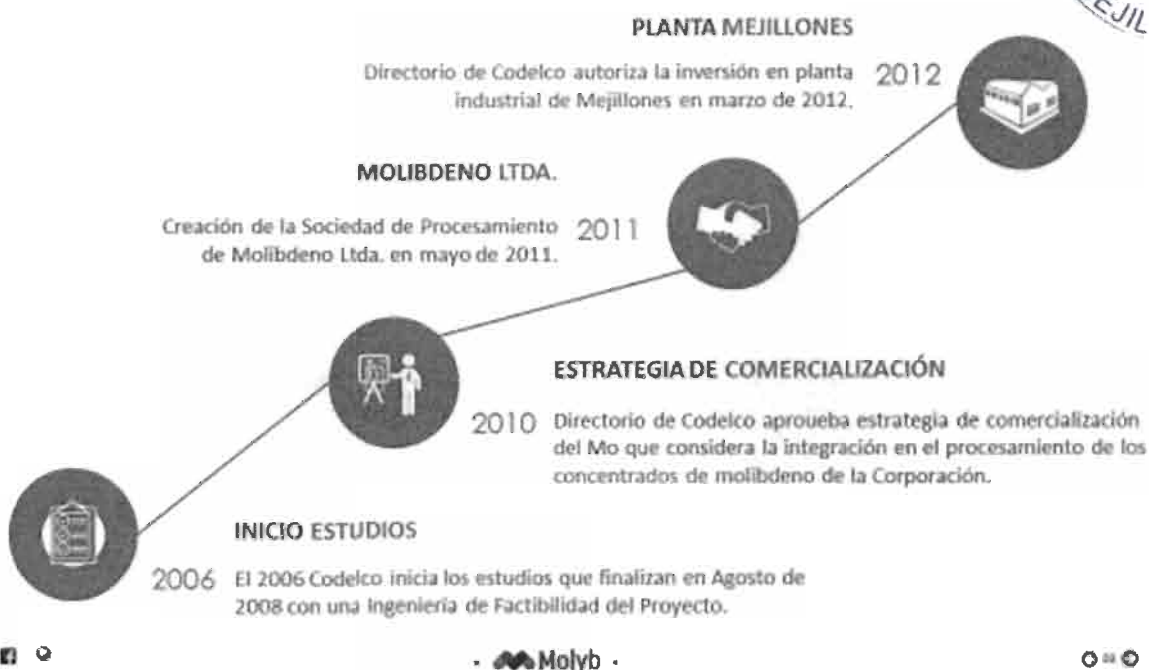 PLANTA MEJILLONES
Directorio de Codelco autoriza la inversión en planta
industrial de Mejillones en marzo de 2012.
2012
MOLIBDENO LTDA.
Creación de la Sociedad de Procesamiento
de Molibdeno Ltda. en mayo de 2011.
2011
ESTRATEGIA DE COMERCIALIZACIÓN
2010
Directorio de Codelco aproueba estrategia de comercialización
del Mo que considera la integración en el procesamiento de los
concentrados de molibdeno de la Corporación.
INICIO ESTUDIOS
2006
El 2006 Codelco inicia los estudios que finalizan en Agosto de
2008 con una Ingeniería de Factibilidad del Proyecto.
Molyb